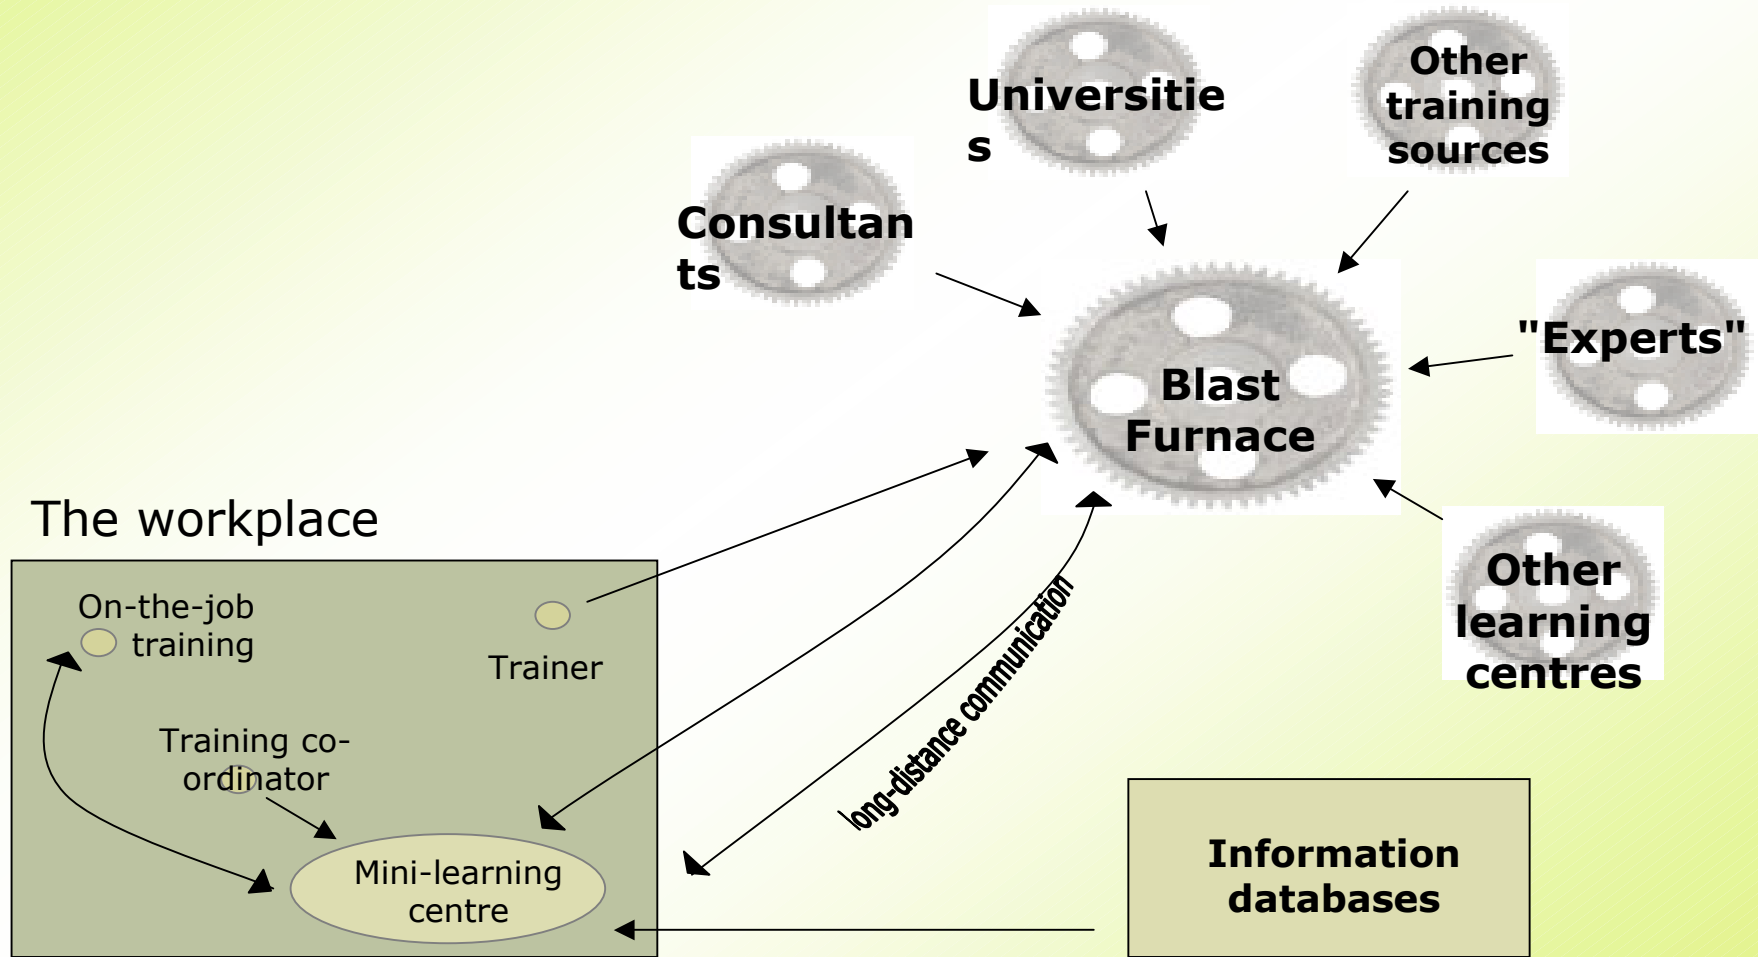 Universitie
s
Other
training
sources
Consultan
ts
"Experts"
Blast
Furnace
The workplace
On-the-job
training
Trainer
Other
learning
centres
long-distance communication
Training co-
ordinator
Mini-learning
centre
Information
databases